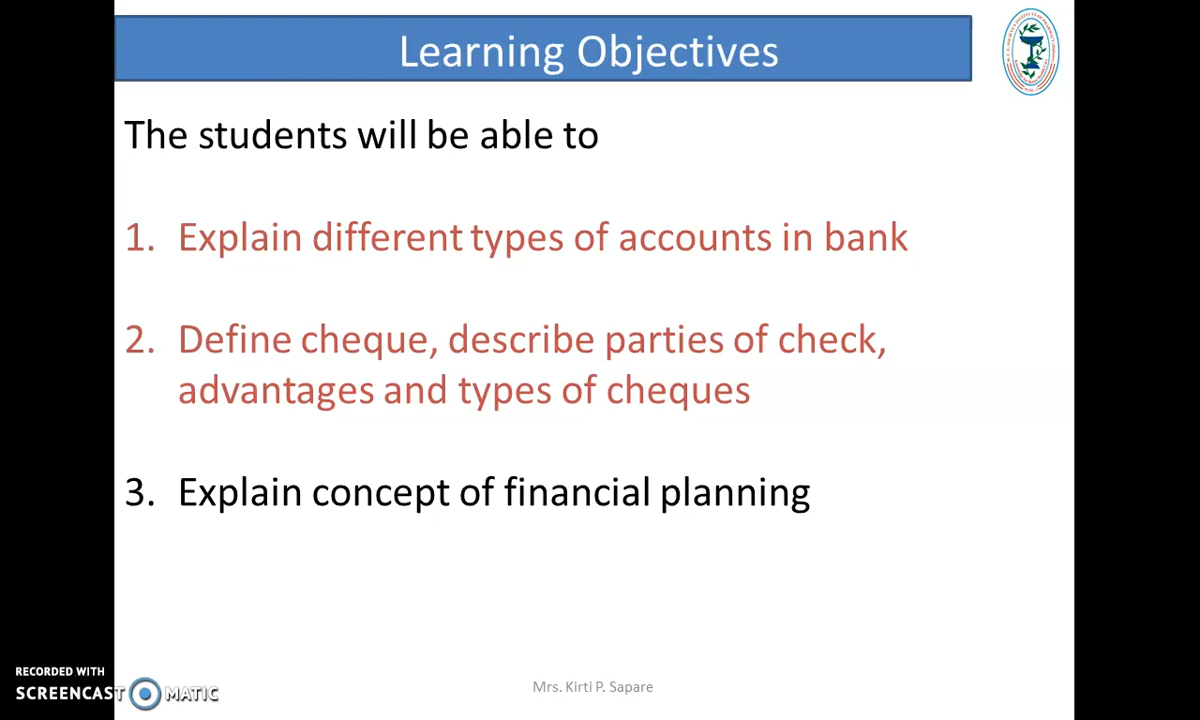 Learning Objectives
The students will be able to
1. Explain different types of accounts in bank
2. Define cheque, describe parties of check,
advantages and types of cheques
3. Explain concept of financial planning
RECORDED WITH
SCREENCAST MATIC
Mrs. Kirti P. Sapare